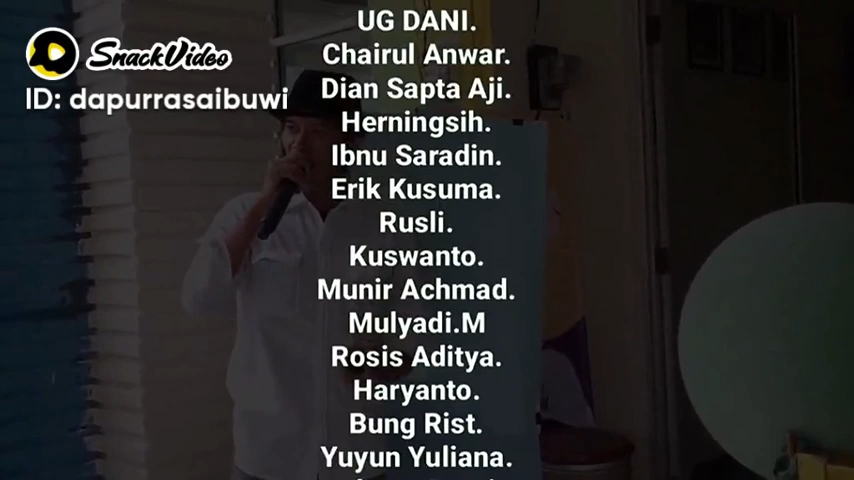 SnackVideo
ID: dapurrasaibuwi
UG DANI.
Chairul Anwar.
Dian Sapta Aji.
Herningsih.
Ibnu Saradin.
Erik Kusuma.
Rusli.
Kuswanto.
Munir Achmad.
Mulyadi.M
Rosis Aditya.
Haryanto.
Bung Rist.
Yuyun Yuliana.